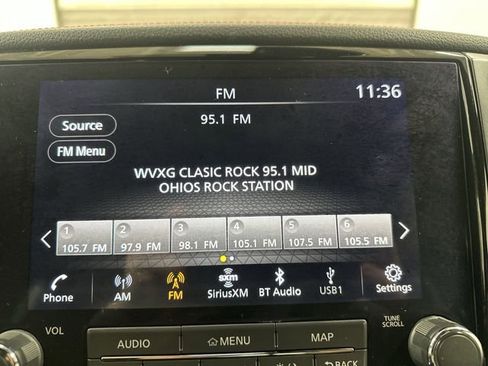 FM
11:36
Source
95.1 FM
FM Menu
WVXG CLASIC ROCK 95.1 MID
OHIOS ROCK STATION
1 2 3 4 5 6
105.7 FM 97.9 FM 98.1 FM 105.1 FM 107.5 FM 105.5 FM
sxm
Phone AM FM SiriusXM BT Audio USB1 Settings
VOL
TUNE
SCROLL
AUDIO MENU MAP
BACK